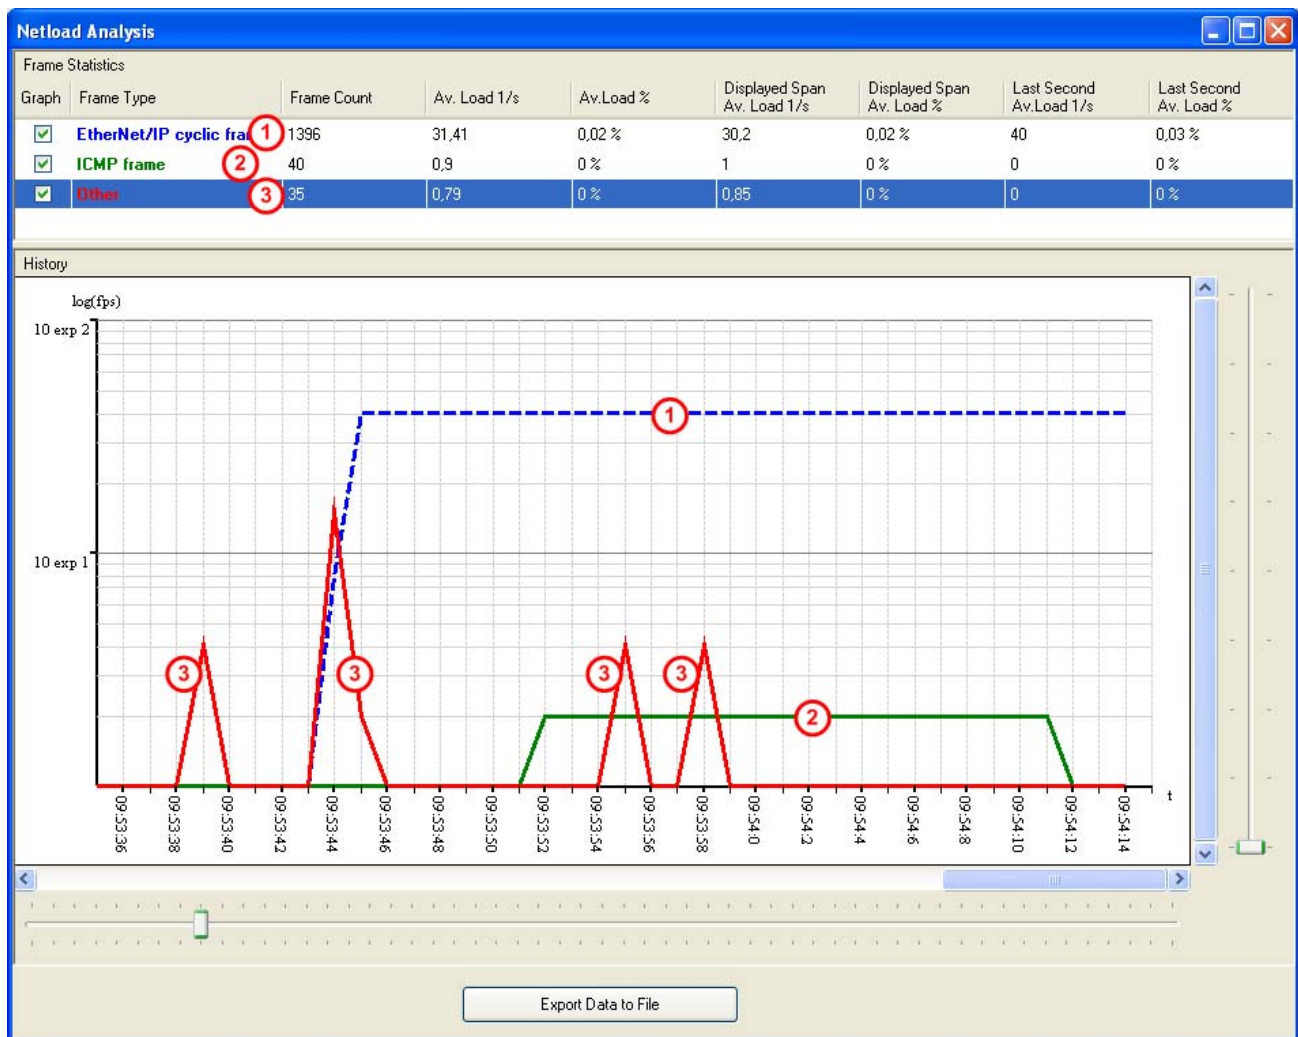 Netload Analysis
Frame Statistics
Graph Frame Type Frame Count Av. Load 1/s Av.Load % Displayed Span Av. Load 1/s Displayed Span Av. Load % Last Second Av.Load 1/s Last Second Av. Load %
EtherNet/IP cyclic fra 1 1396 31,41 0,02 % 30,2 0,02 % 40 0,03 %
ICMP frame 2 40 0,9 0 % 1 0 % 0 0 %
Other 3 35 0,79 0 % 0,85 0 % 0 0 %
History
log(fps)
10 exp 2
1
10 exp 1
3 3 3 3
2
t
09:53:36 09:53:38 09:53:40 09:53:42 09:53:44 09:53:46 09:53:48 09:53:50 09:53:52 09:53:54 09:53:56 09:53:58 09:54:0 09:54:2 09:54:4 09:54:6 09:54:8 09:54:10 09:54:12 09:54:14
Export Data to File